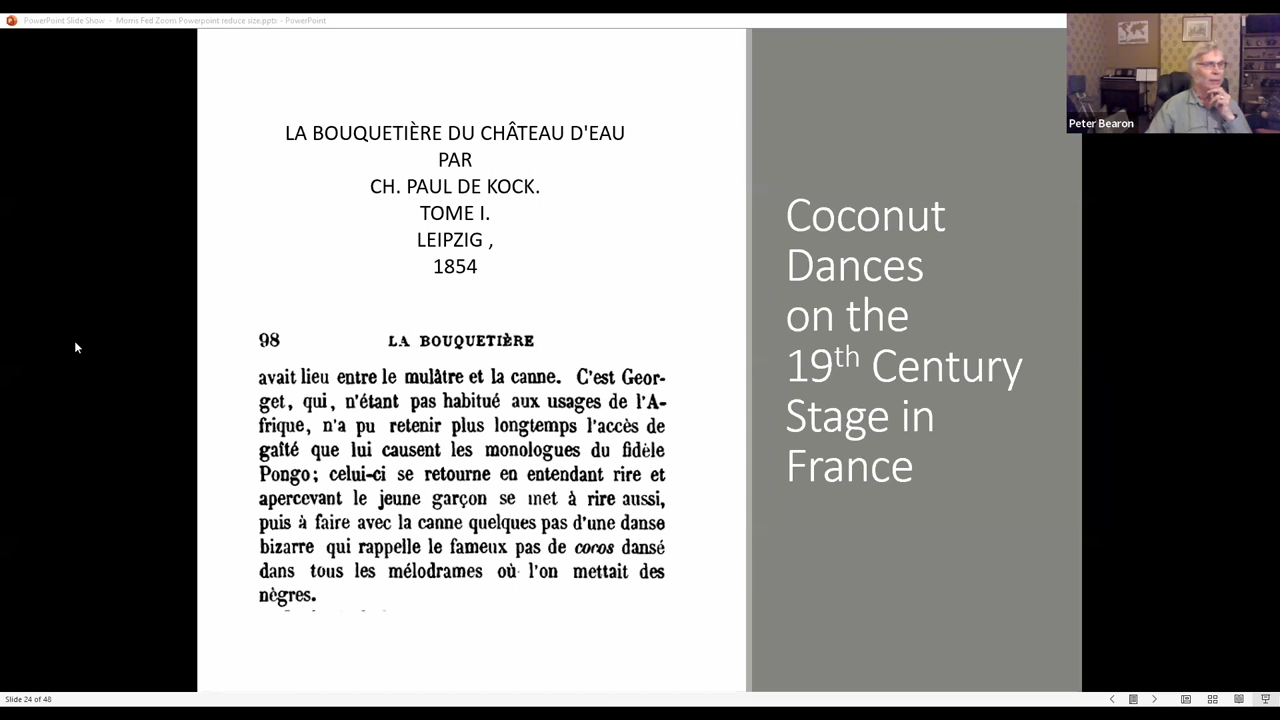 PowerPoint Slide Show - Morris Fed Zoom Powerpoint reduce size.pptx - PowerPoint
Peter Bearon
LA BOUQUETIÈRE DU CHÂTEAU D'EAU
PAR
CH. PAUL DE KOCK.
TOME I.
LEIPZIG ,
1854
98 LA BOUQUETIÈRE
avait lieu entre le mulâtre et la canne. C'est Geor-
get, qui, n'étant pas habitué aux usages de l'A-
frique, n'a pu retenir plus longtemps l'accès de
gaîté que lui causent les monologues du fidèle
Pongo; celui-ci se retourne en entendant rire et
apercevant le jeune garçon se met à rire aussi,
puis à faire avec la canne quelques pas d'une danse
bizarre qui rappelle le fameux pas de cocos dansé
dans tous les mélodrames où l'on mettait des
nègres.
Coconut
Dances
on the
19th Century
Stage in
France
Slide 24 of 48